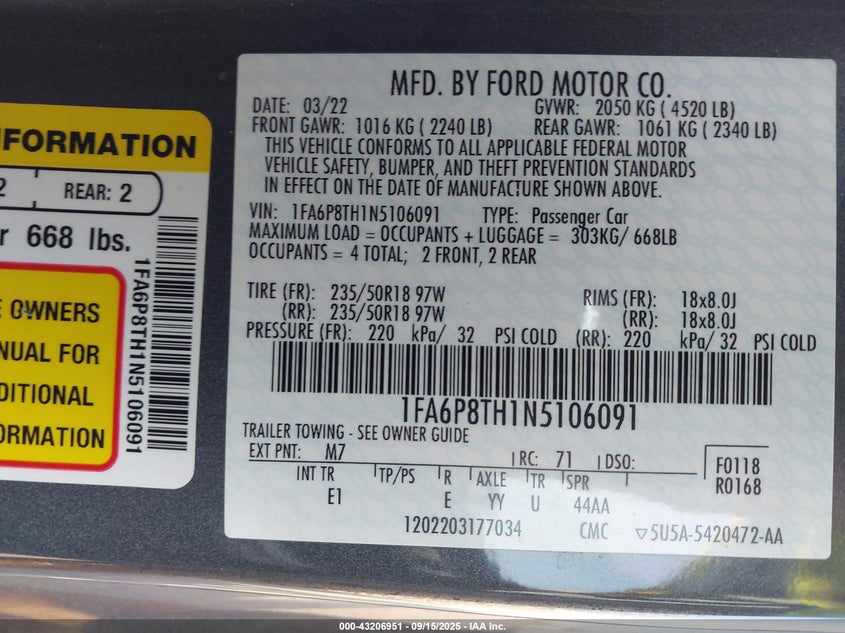 MFD. BY FORD MOTOR CO.
DATE: 03/22 GVWR: 2050 KG ( 4520 LB)
FRONT GAWR: 1016 KG ( 2240 LB) REAR GAWR: 1061 KG ( 2340 LB)
THIS VEHICLE CONFORMS TO ALL APPLICABLE FEDERAL MOTOR
VEHICLE SAFETY, BUMPER, AND THEFT PREVENTION STANDARDS
IN EFFECT ON THE DATE OF MANUFACTURE SHOWN ABOVE.
VIN: 1FA6P8TH1N5106091 TYPE: Passenger Car
MAXIMUM LOAD = OCCUPANTS + LUGGAGE = 303KG/ 668LB
OCCUPANTS = 4 TOTAL; 2 FRONT, 2 REAR
TIRE (FR): 235/50R18 97W RIMS (FR): 18x8.0J
(RR): 235/50R18 97W (RR): 18x8.0J
PRESSURE (FR): 220 kPa/ 32 PSI COLD (RR): 220 kPa/ 32 PSI COLD
1FA6P8TH1N5106091
TRAILER TOWING - SEE OWNER GUIDE
EXT PNT: M7 RC: 71 DSO: F0118
R0168
INT TR TP/PS R AXLE TR SPR
E1 E YY U 44AA
1202203177034 CMC ▽5U5A-5420472-AA
NFORMATION
2 REAR: 2
r 668 lbs.
E OWNERS
NUAL FOR
DITIONAL
ORMATION
1FA6P8TH1N5106091
000-43206951 - 09/15/2025 - IAA Inc.